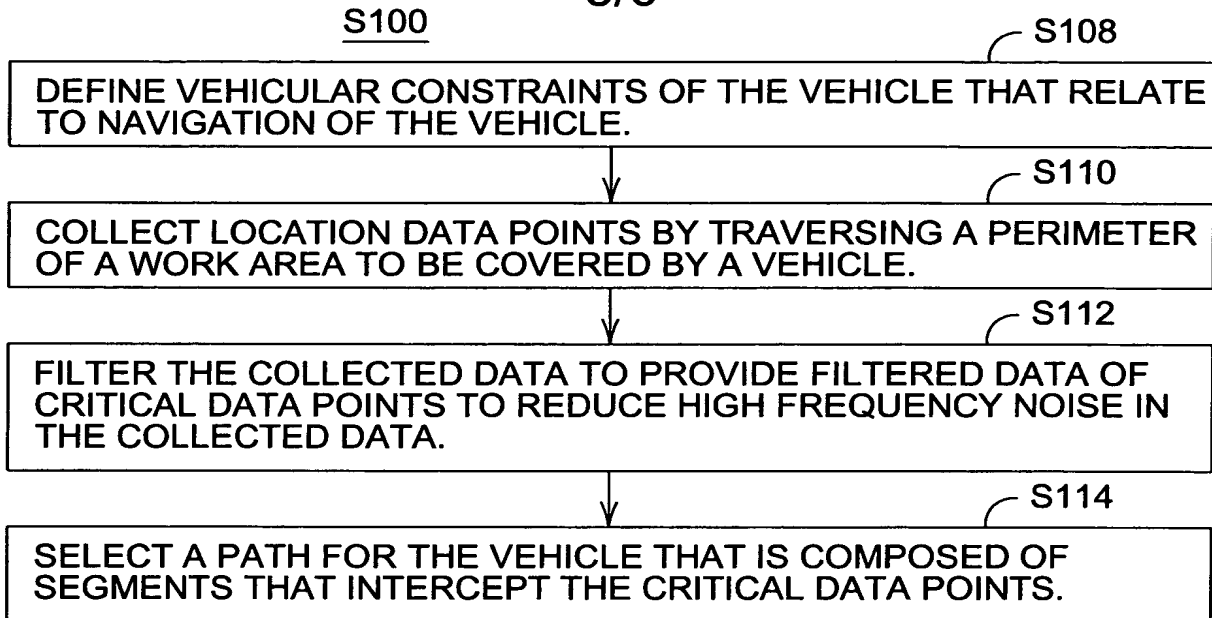 S100
S108
DEFINE VEHICULAR CONSTRAINTS OF THE VEHICLE THAT RELATE
TO NAVIGATION OF THE VEHICLE.
S110
COLLECT LOCATION DATA POINTS BY TRAVERSING A PERIMETER
OF A WORK AREA TO BE COVERED BY A VEHICLE.
S112
FILTER THE COLLECTED DATA TO PROVIDE FILTERED DATA OF
CRITICAL DATA POINTS TO REDUCE HIGH FREQUENCY NOISE IN
THE COLLECTED DATA.
S114
SELECT A PATH FOR THE VEHICLE THAT IS COMPOSED OF
SEGMENTS THAT INTERCEPT THE CRITICAL DATA POINTS.